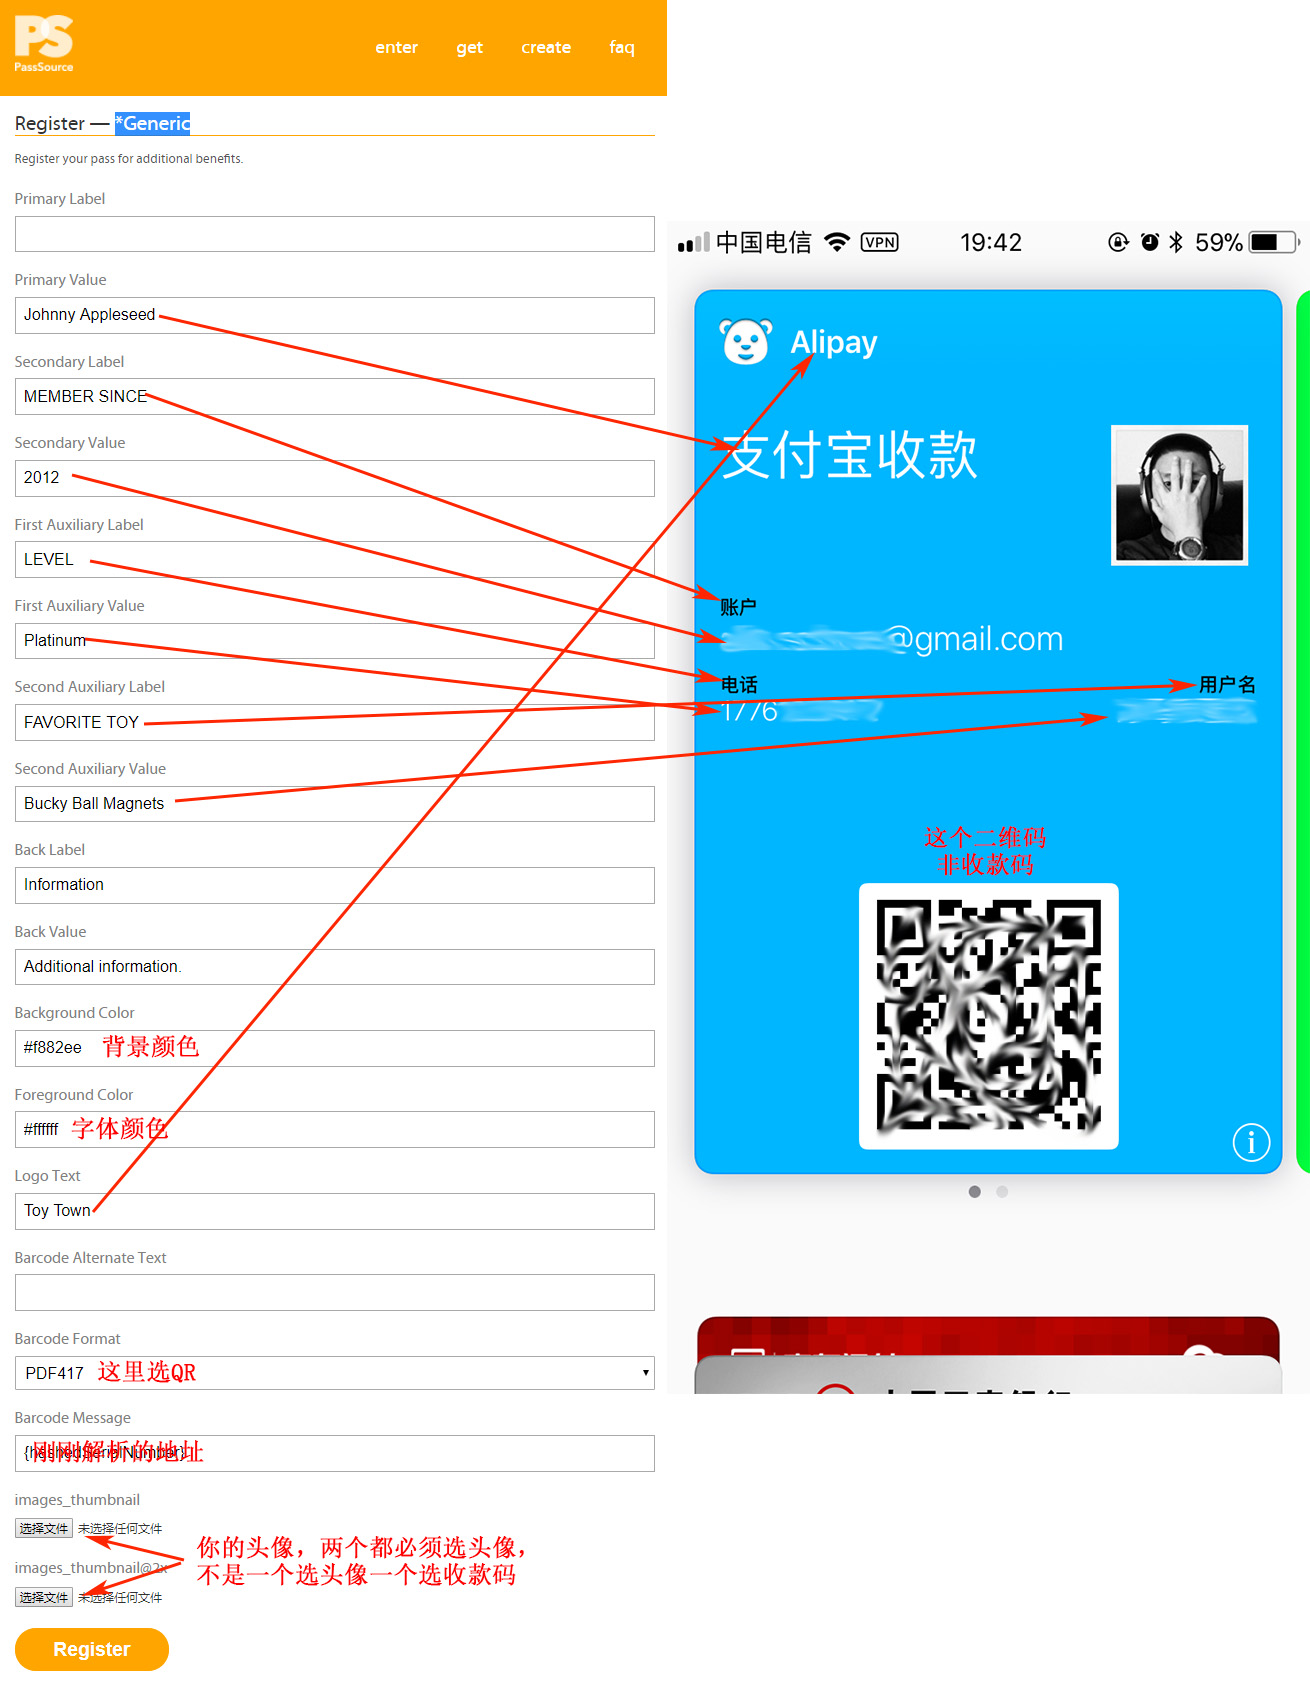 PS
PassSource
enter get create faq
Register — *Generic
Register your pass for additional benefits.
Primary Label
Primary Value
Johnny Appleseed
Secondary Label
MEMBER SINCE
Secondary Value
2012
First Auxiliary Label
LEVEL
First Auxiliary Value
Platinum
Second Auxiliary Label
FAVORITE TOY
Second Auxiliary Value
Bucky Ball Magnets
Back Label
Information
Back Value
Additional information.
Background Color
#f882ee 背景颜色
Foreground Color
#ffffff 字体颜色
Logo Text
Toy Town
Barcode Alternate Text
Barcode Format
PDF417 这里选QR
Barcode Message
刚刚解析的地址
images_thumbnail
选择文件 未选择任何文件
images_thumbnail@2x
选择文件 未选择任何文件
你的头像，两个都必须选头像，
不是一个选头像一个选收款码
Register
中国电信 VPN 19:42 59%
Alipay
支付宝收款
账户
@gmail.com
电话 用户名
1776
这个二维码
非收款码
i